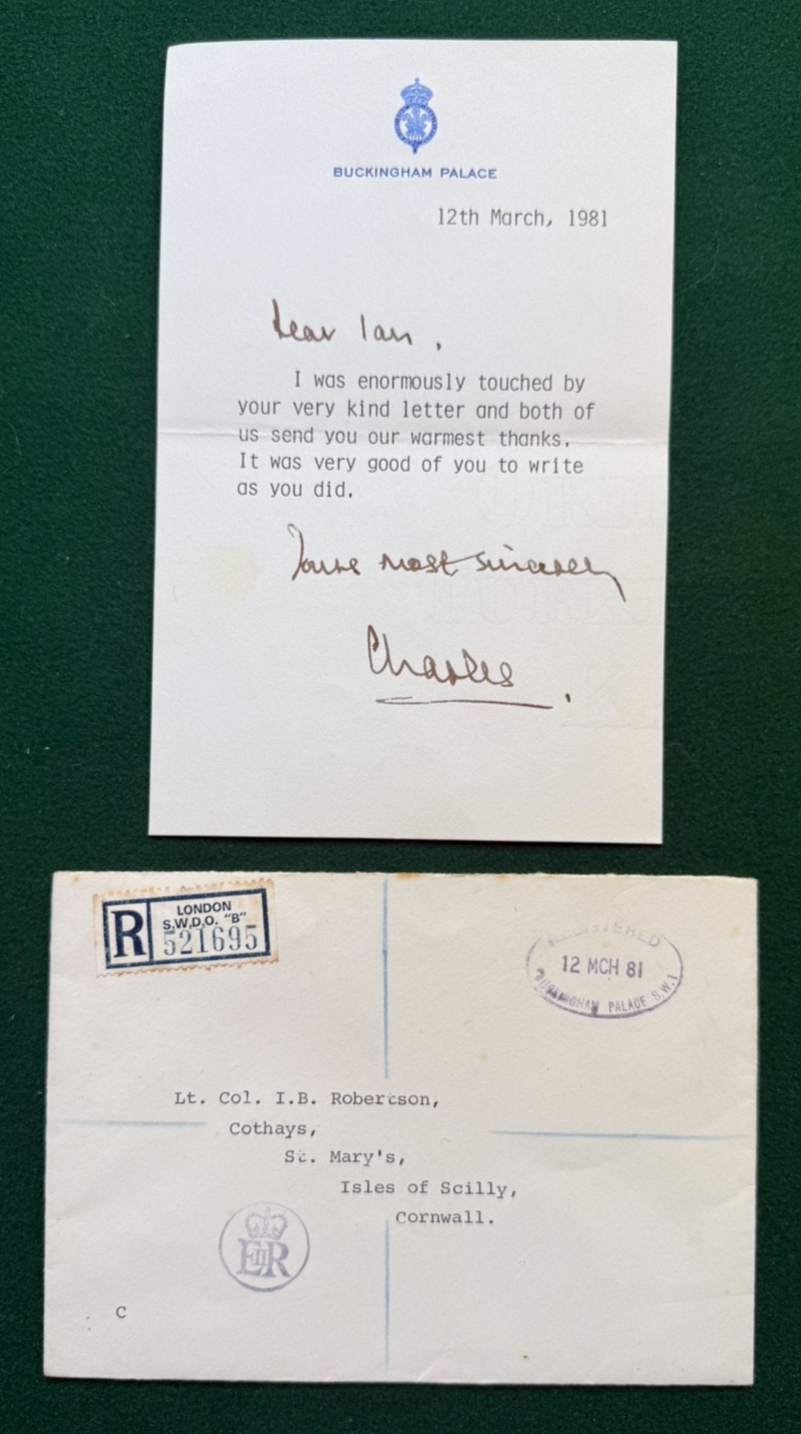 BUCKINGHAM PALACE
12th March, 1981
Dear Ian,
I was enormously touched by
your very kind letter and both of
us send you our warmest thanks.
It was very good of you to write
as you did.
Yours most sincerely
Charles.
R
LONDON
S.W.D.O. "B"
521695
REGISTERED
12 MCH 81
BUCKINGHAM PALACE S.W.1
Lt. Col. I.B. Robertson,
Cothays,
St. Mary's,
Isles of Scilly,
Cornwall.
EIIR
C